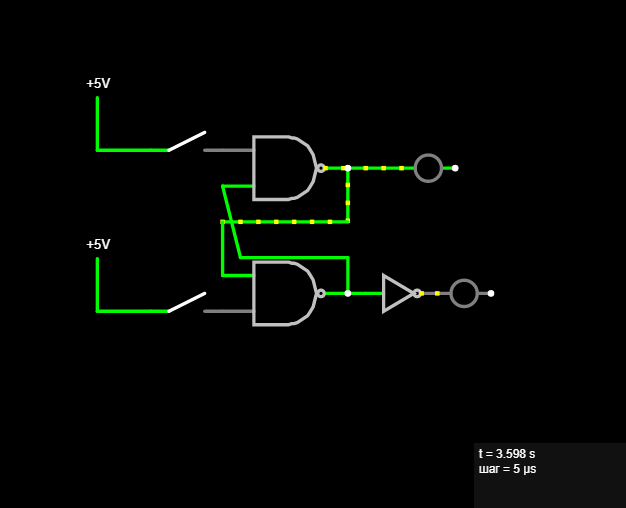 +5V
+5V
t = 3.598 s
шаг = 5 μs